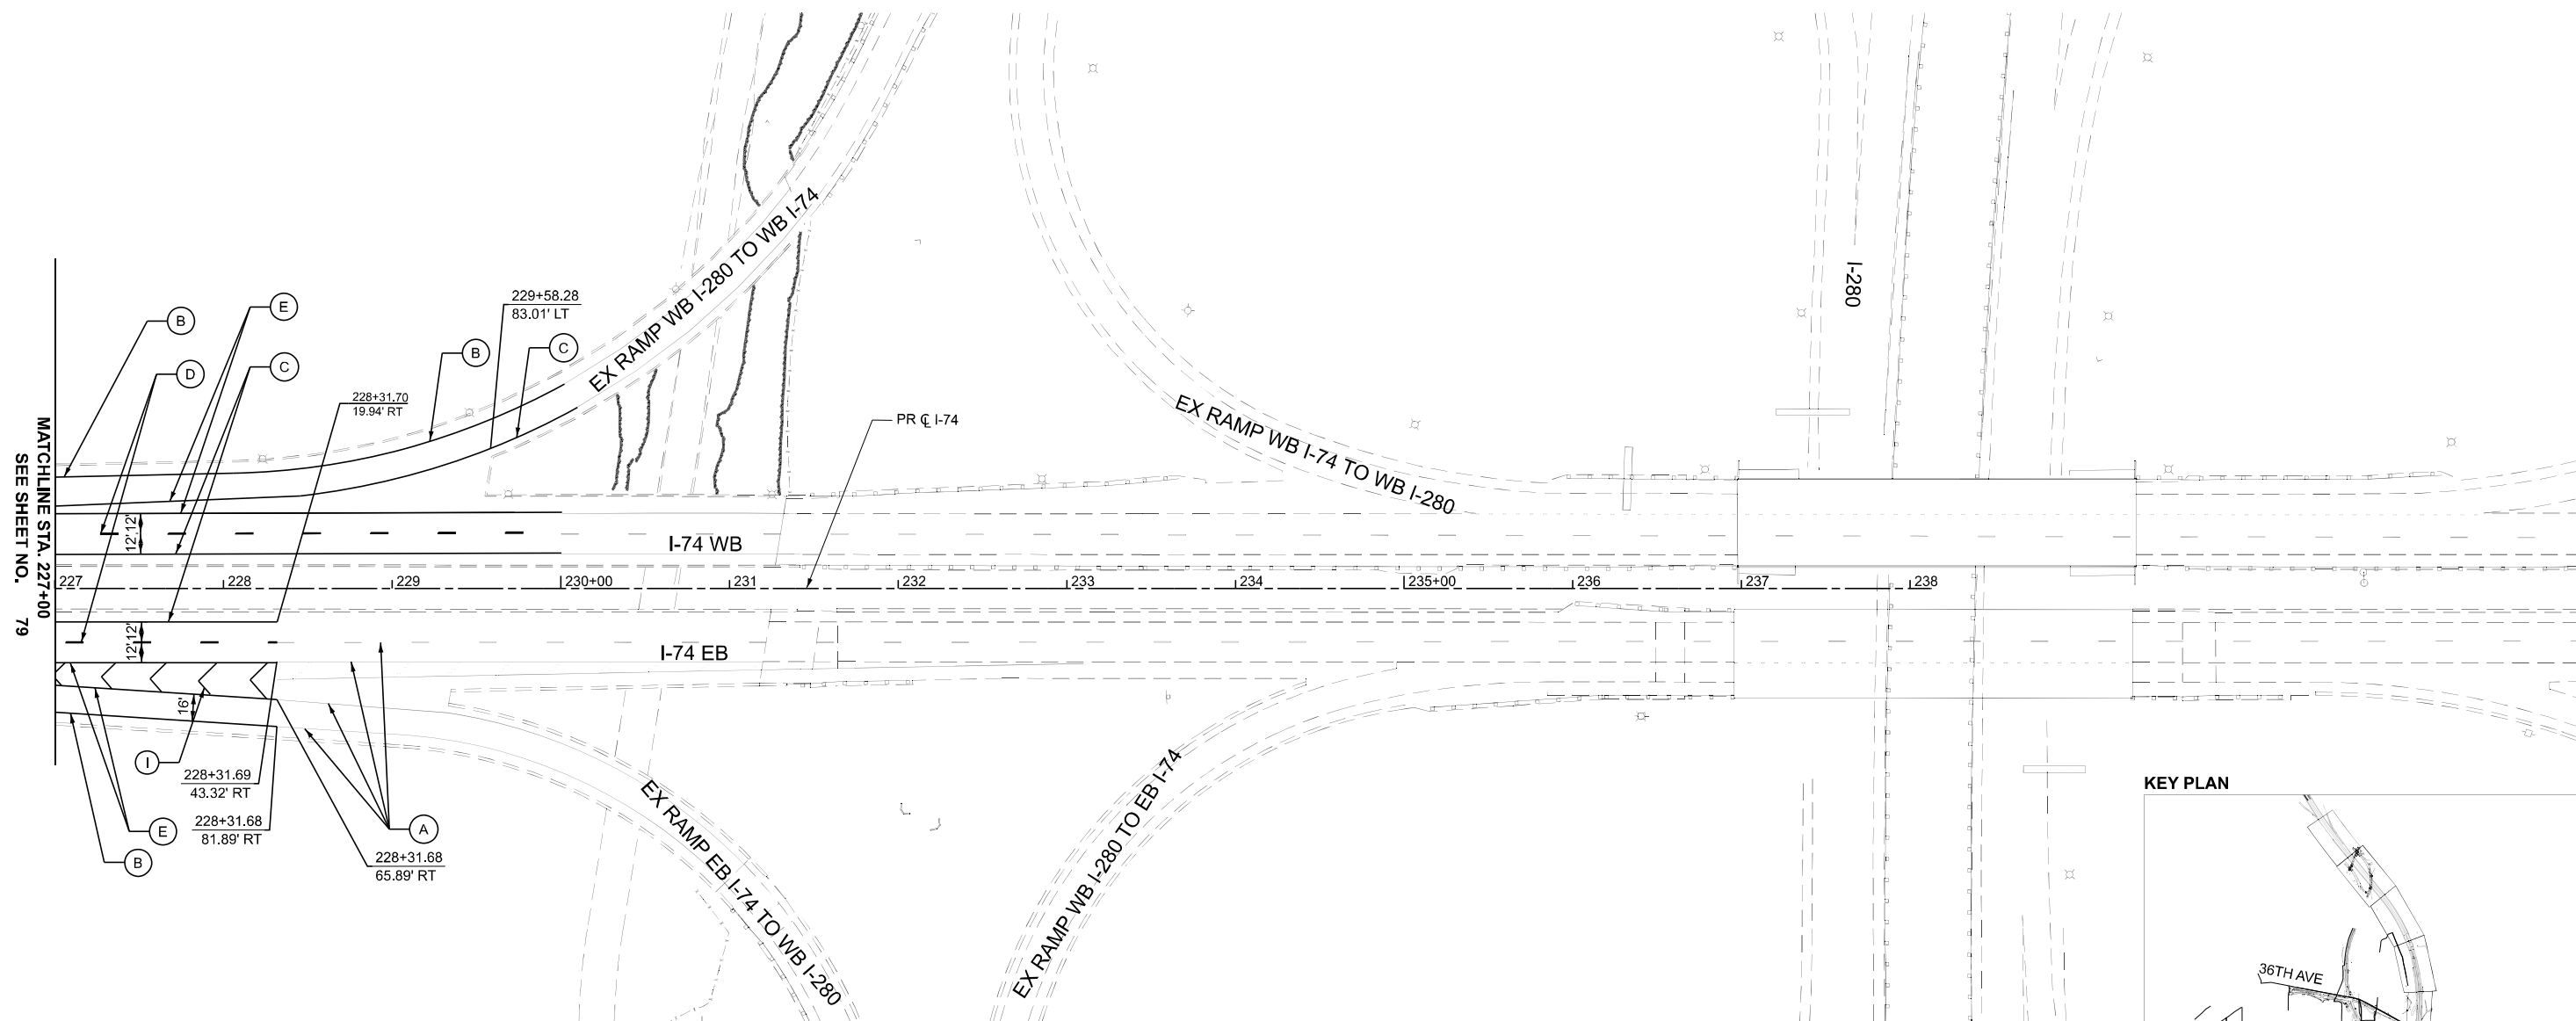 EX RAMP WB I-280 TO WB I-74
I-280
229+58.28
83.01' LT
B
E
B
C
D
C
228+31.70
19.94' RT
PR ℄ I-74
EX RAMP WB I-74 TO WB I-280
MATCHLINE STA. 227+00
SEE SHEET NO. 79
12'
12'
I-74 WB
227
228
229
230+00
231
232
233
234
235+00
236
237
238
12'
12'
I-74 EB
16'
I
228+31.69
43.32' RT
228+31.68
81.89' RT
E
B
A
228+31.68
65.89' RT
EX RAMP EB I-74 TO WB I-280
EX RAMP WB I-280 TO EB I-74
KEY PLAN
36TH AVE